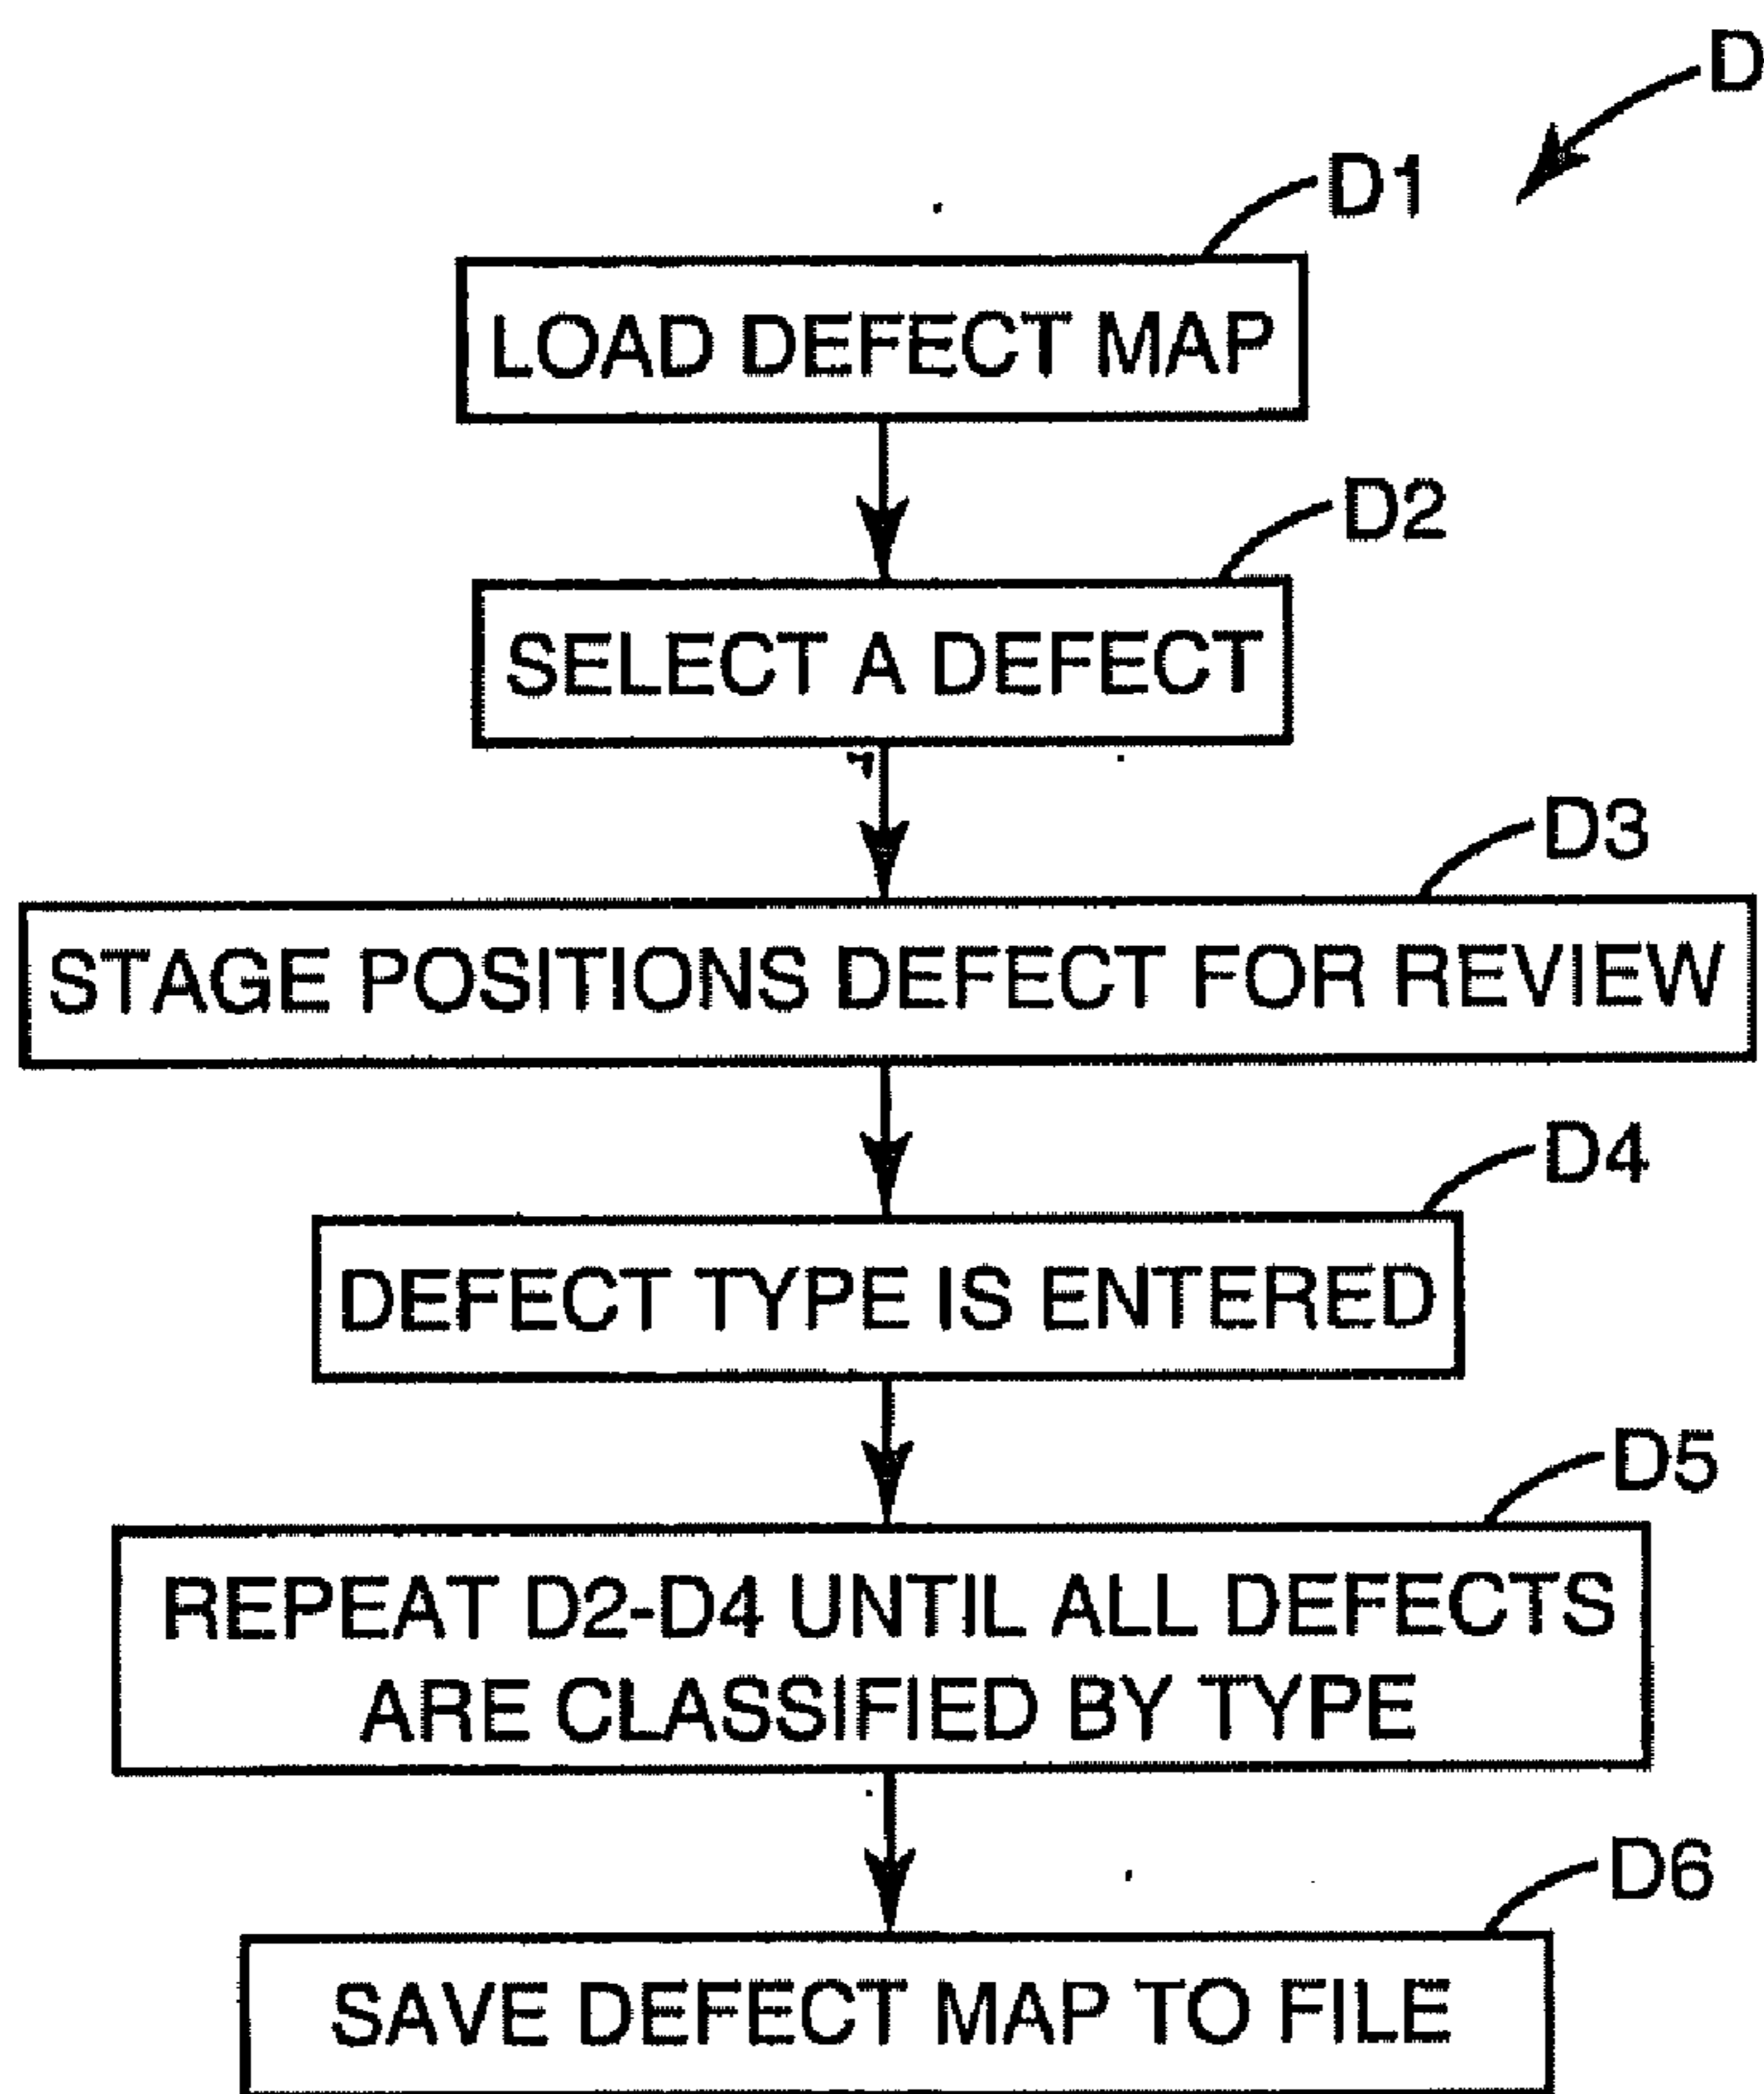 D
D1
LOAD DEFECT MAP
D2
SELECT A DEFECT
D3
STAGE POSITIONS DEFECT FOR REVIEW
D4
DEFECT TYPE IS ENTERED
D5
REPEAT D2-D4 UNTIL ALL DEFECTS
ARE CLASSIFIED BY TYPE
D6
SAVE DEFECT MAP TO FILE